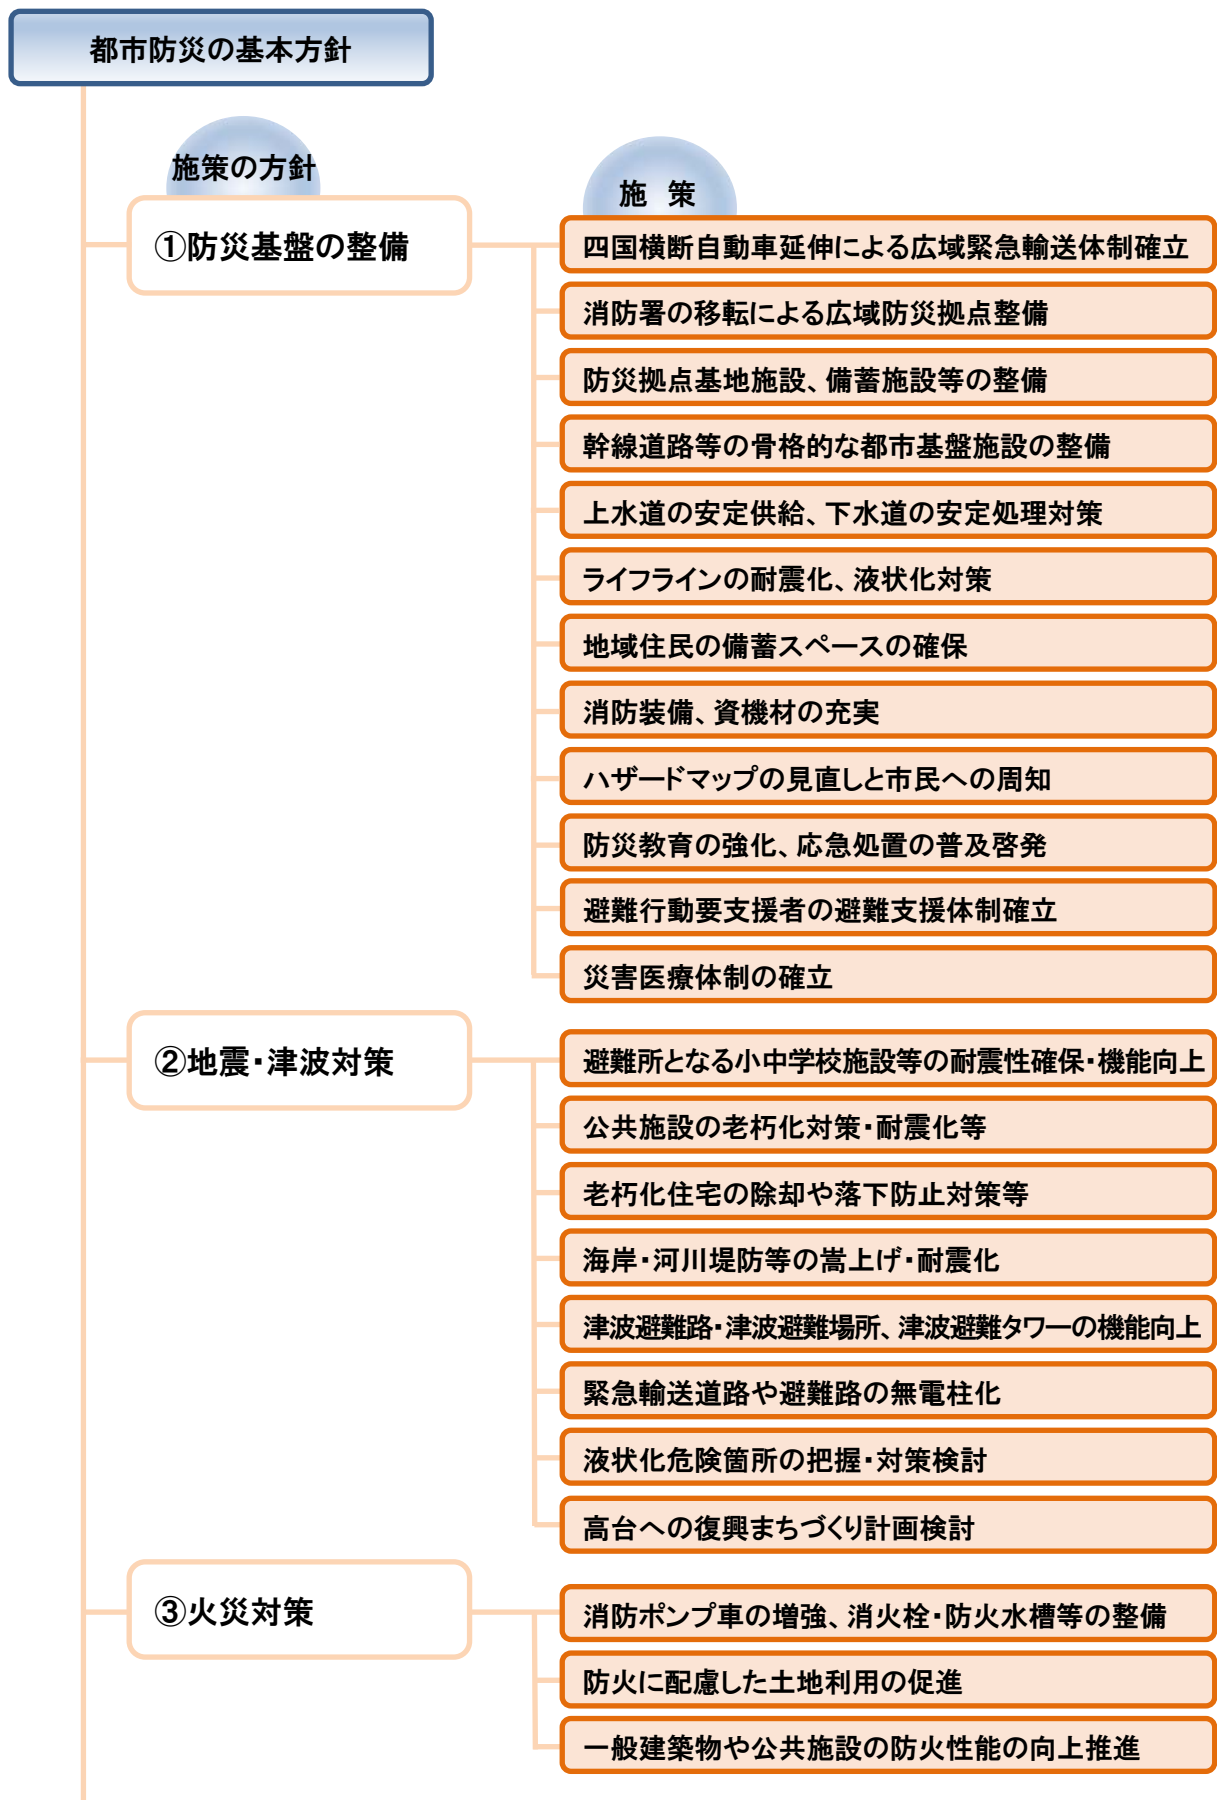 都市防災の基本方針
施策の方針
施 策
①防災基盤の整備
四国横断自動車延伸による広域緊急輸送体制確立
消防署の移転による広域防災拠点整備
防災拠点基地施設、備蓄施設等の整備
幹線道路等の骨格的な都市基盤施設の整備
上水道の安定供給、下水道の安定処理対策
ライフラインの耐震化、液状化対策
地域住民の備蓄スペースの確保
消防装備、資機材の充実
ハザードマップの見直しと市民への周知
防災教育の強化、応急処置の普及啓発
避難行動要支援者の避難支援体制確立
災害医療体制の確立
②地震・津波対策
避難所となる小中学校施設等の耐震性確保・機能向上
公共施設の老朽化対策・耐震化等
老朽化住宅の除却や落下防止対策等
海岸・河川堤防等の嵩上げ・耐震化
津波避難路・津波避難場所、津波避難タワーの機能向上
緊急輸送道路や避難路の無電柱化
液状化危険箇所の把握・対策検討
高台への復興まちづくり計画検討
③火災対策
消防ポンプ車の増強、消火栓・防火水槽等の整備
防火に配慮した土地利用の促進
一般建築物や公共施設の防火性能の向上推進